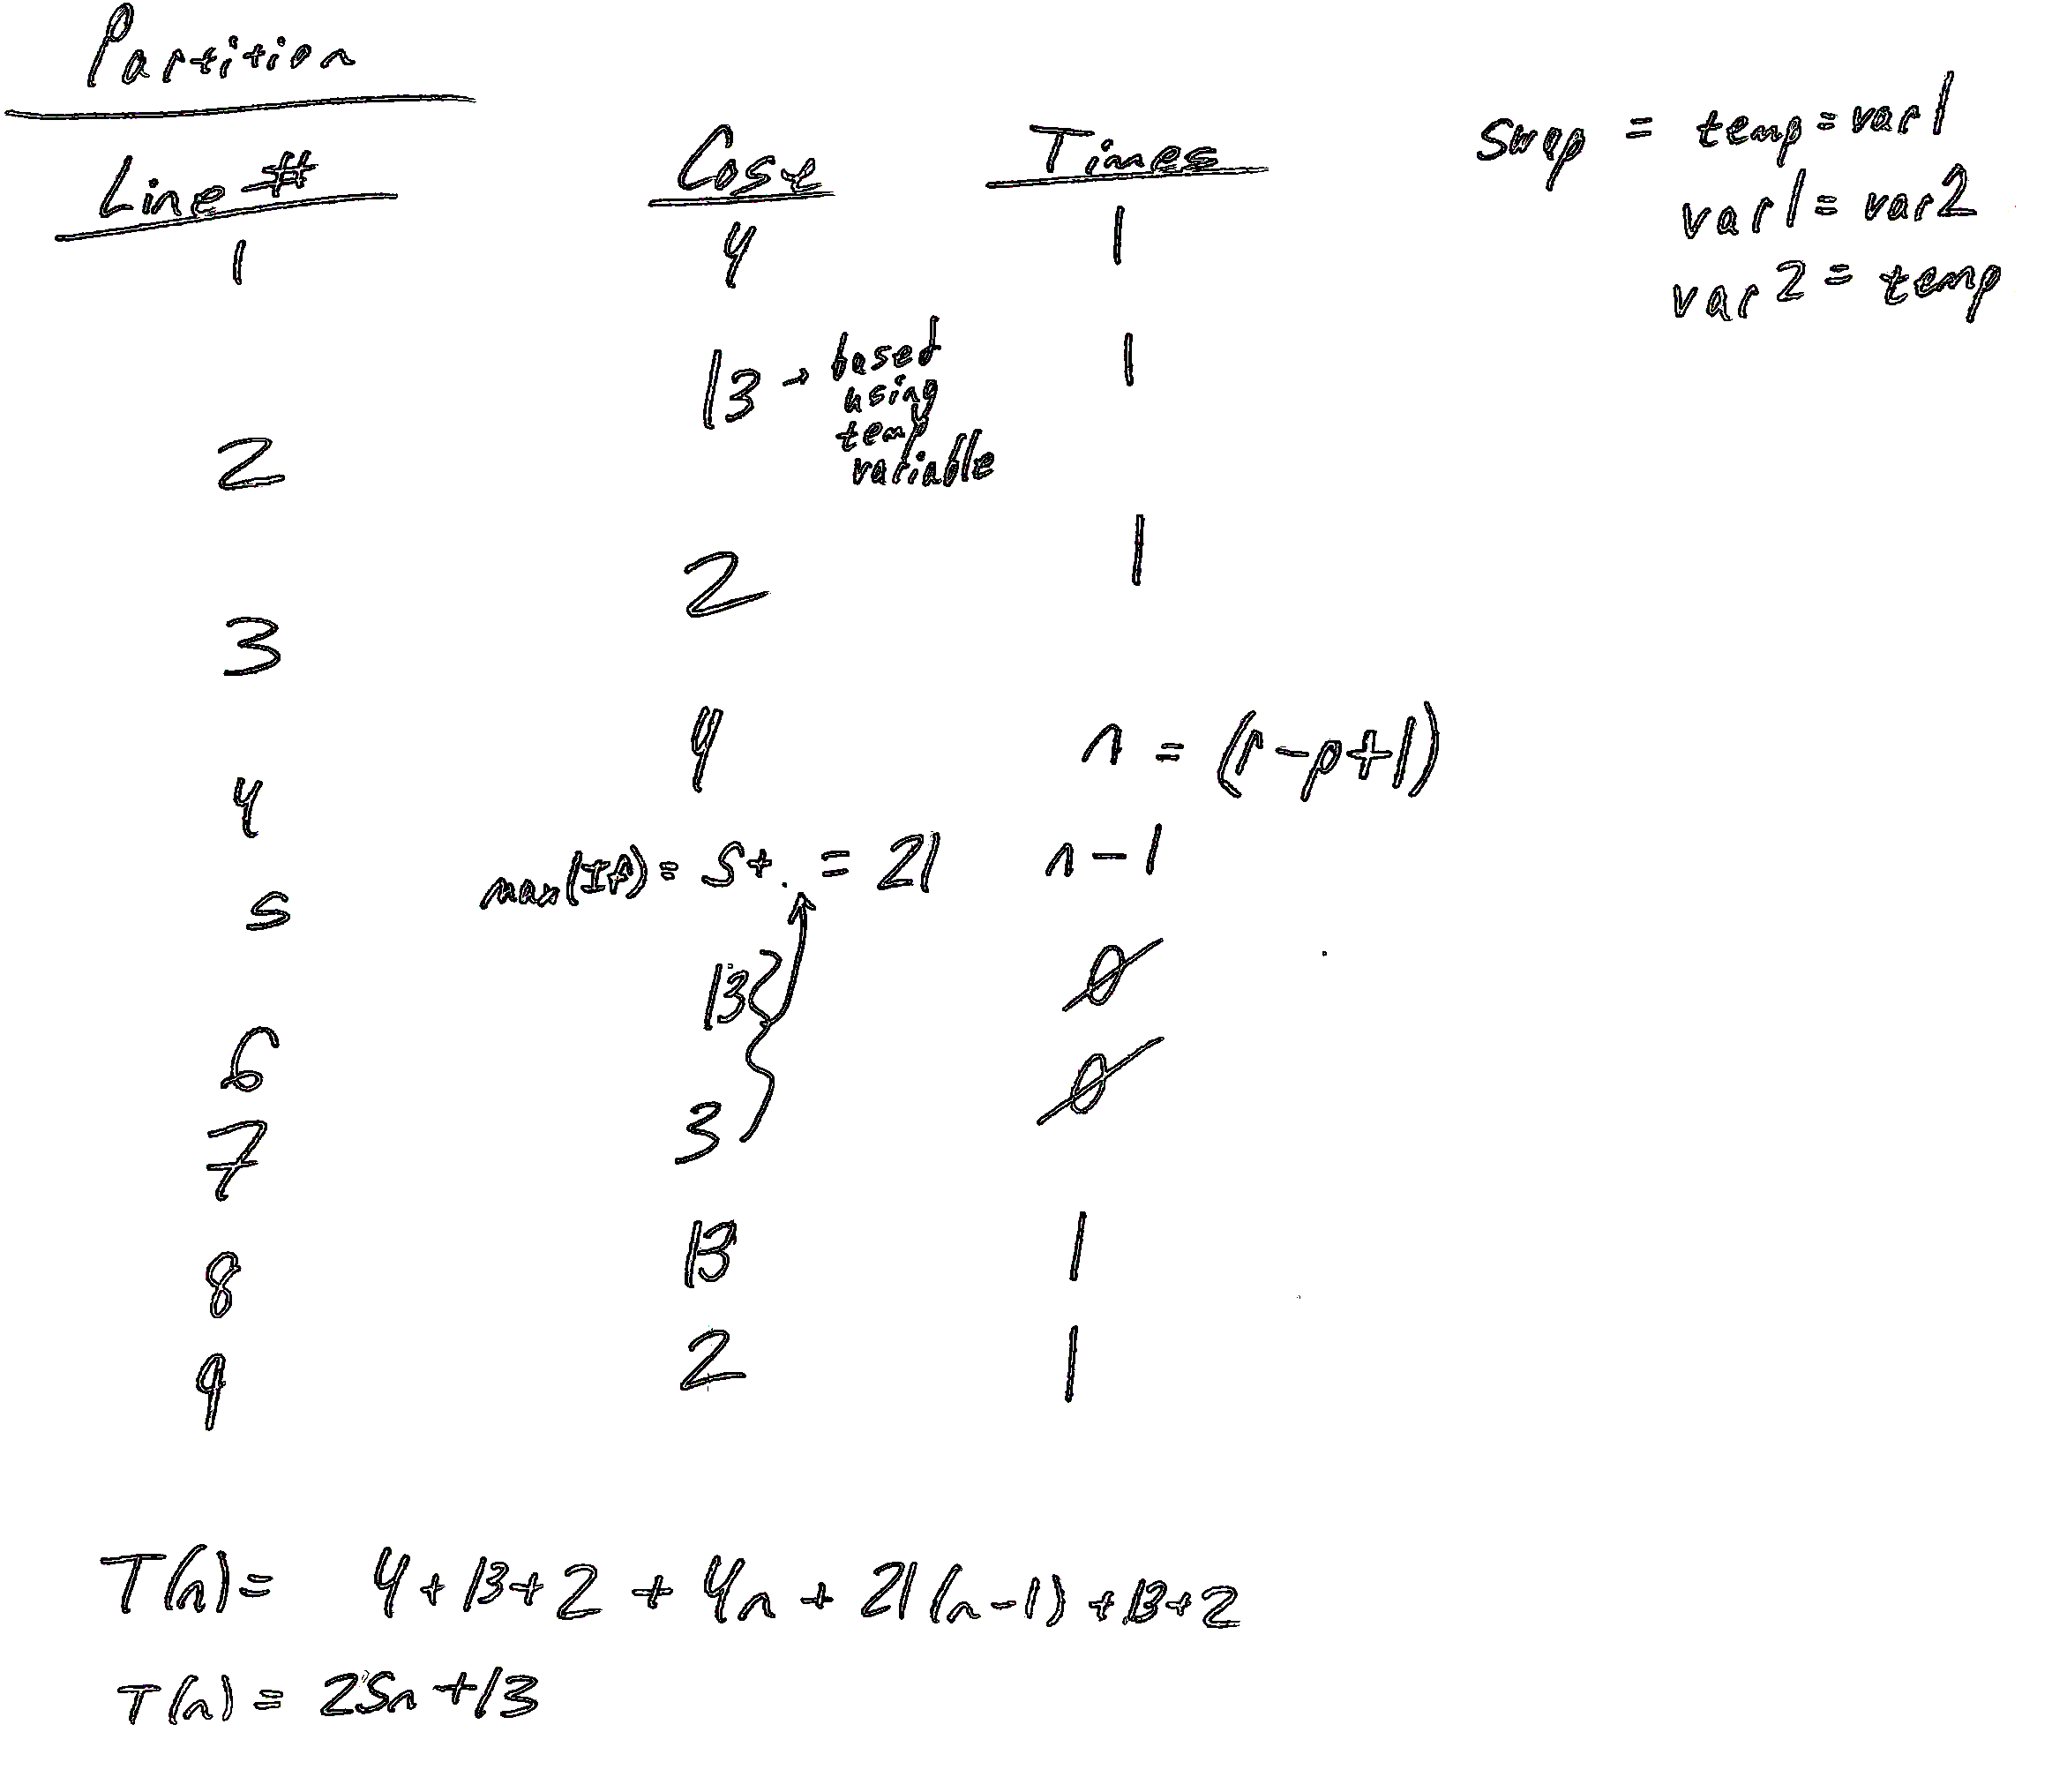 Partition
Line # Cost Times
swap = temp = var1
var1 = var2
var2 = temp
1 4 1
2 13 → based using temp variable 1
3 2 1
4 4 n = (r-p+1)
5 max(If) = 5+. = 21 n-1
6 13 0
7 3 0
8 13 1
9 2 1
T(n) = 4+13+2 + 4n + 21(n-1) + 13+2
T(n) = 25n +13